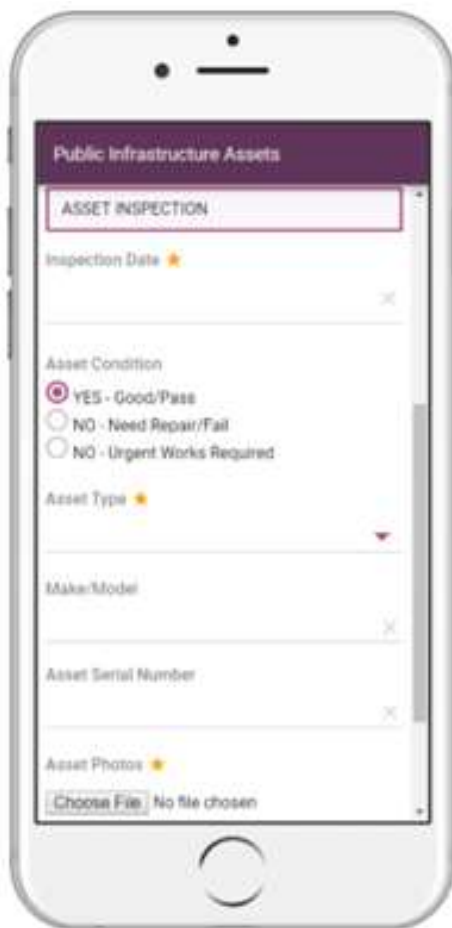 Public Infrastructure Assets
ASSET INSPECTION
Inspection Date
Asset Condition
YES - Good/Pass
NO - Need Repair/Fail
NO - Urgent Works Required
Asset Type
Make/Model
Asset Serial Number
Asset Photos
Choose File No file chosen